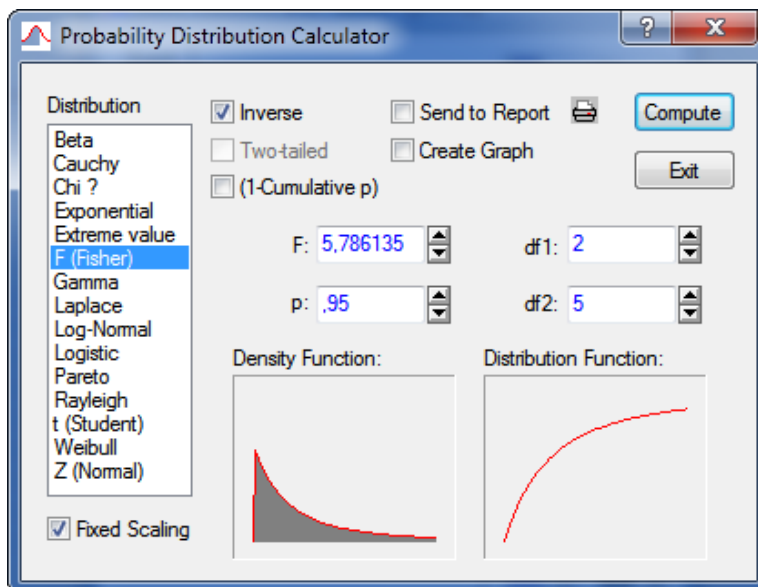 Probability Distribution Calculator
? X
Distribution
Beta
Cauchy
Chi ?
Exponential
Extreme value
F (Fisher)
Gamma
Laplace
Log-Normal
Logistic
Pareto
Rayleigh
t (Student)
Weibull
Z (Normal)
Fixed Scaling
Inverse
Two-tailed
(1-Cumulative p)
Send to Report
Create Graph
Compute
Exit
F: 5,786135
df1: 2
p: ,95
df2: 5
Density Function:
Distribution Function: